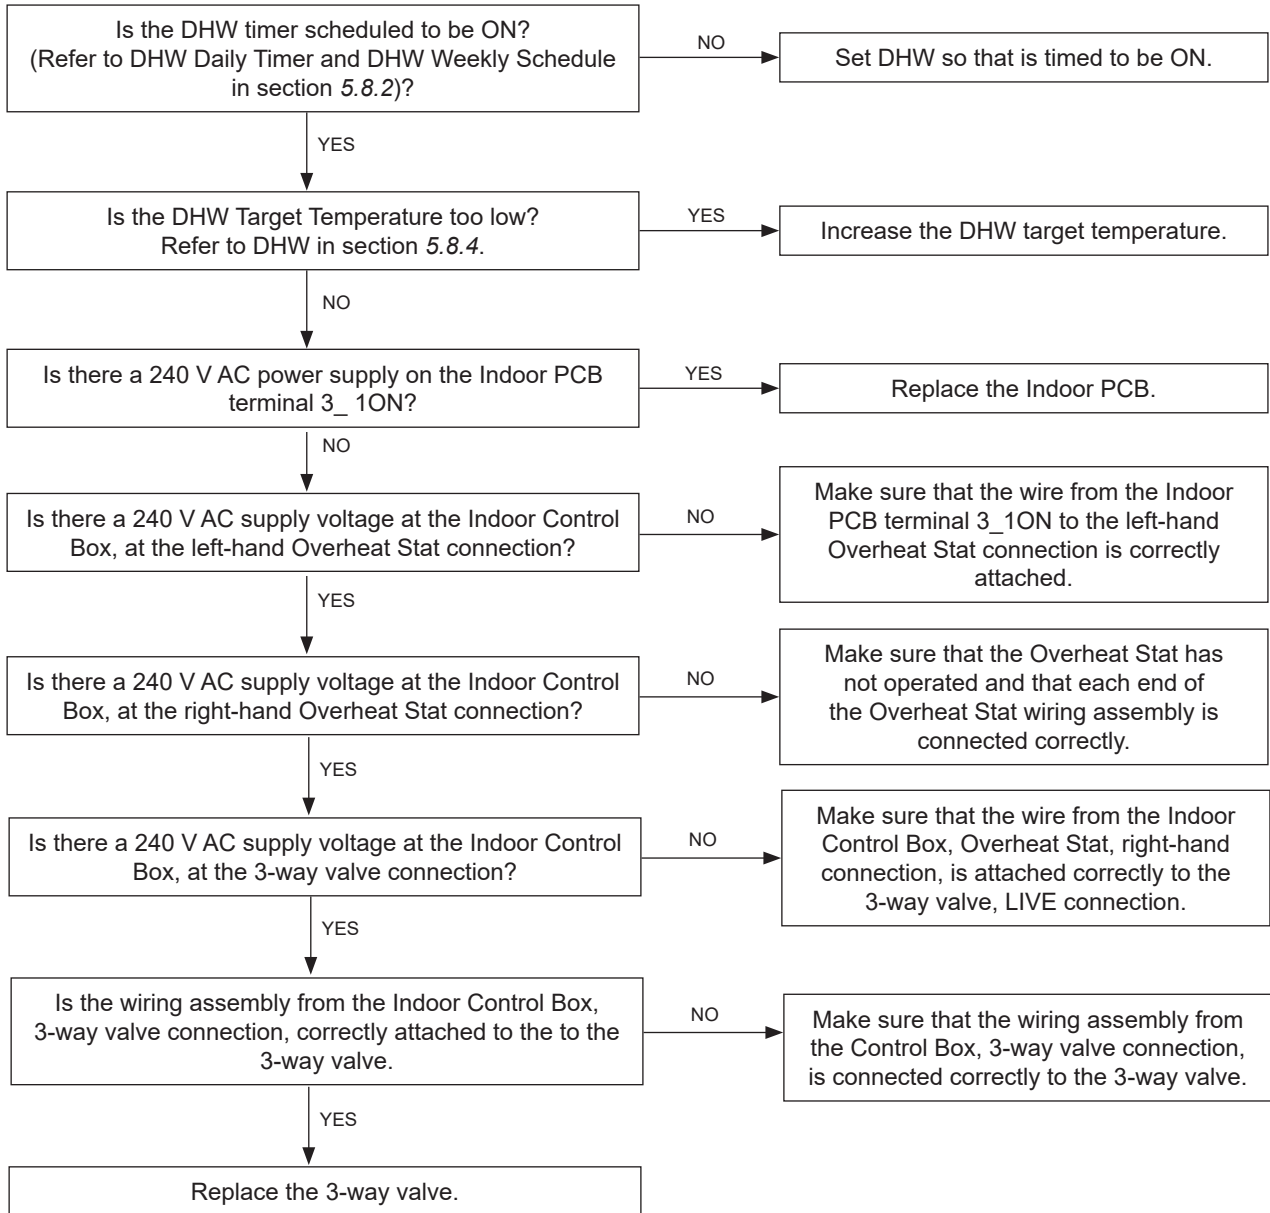 Is the DHW timer scheduled to be ON?
(Refer to DHW Daily Timer and DHW Weekly Schedule
in section 5.8.2)?
NO
Set DHW so that is timed to be ON.
YES
Is the DHW Target Temperature too low?
Refer to DHW in section 5.8.4.
YES
Increase the DHW target temperature.
NO
Is there a 240 V AC power supply on the Indoor PCB
terminal 3_ 1ON?
YES
Replace the Indoor PCB.
NO
Is there a 240 V AC supply voltage at the Indoor Control
Box, at the left-hand Overheat Stat connection?
NO
Make sure that the wire from the Indoor
PCB terminal 3_1ON to the left-hand
Overheat Stat connection is correctly
attached.
YES
Is there a 240 V AC supply voltage at the Indoor Control
Box, at the right-hand Overheat Stat connection?
NO
Make sure that the Overheat Stat has
not operated and that each end of
the Overheat Stat wiring assembly is
connected correctly.
YES
Is there a 240 V AC supply voltage at the Indoor Control
Box, at the 3-way valve connection?
NO
Make sure that the wire from the Indoor
Control Box, Overheat Stat, right-hand
connection, is attached correctly to the
3-way valve, LIVE connection.
YES
Is the wiring assembly from the Indoor Control Box,
3-way valve connection, correctly attached to the to the
3-way valve.
NO
Make sure that the wiring assembly from
the Control Box, 3-way valve connection,
is connected correctly to the 3-way valve.
YES
Replace the 3-way valve.